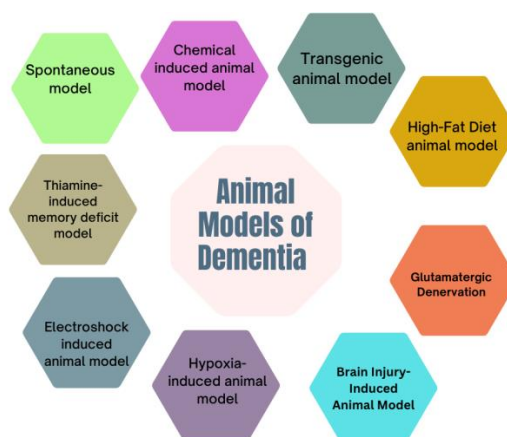 Spontaneous
model
Chemical
induced animal
model
Transgenic
animal model
High-Fat Diet
animal model
Thiamine-
induced
memory deficit
model
Animal
Models of
Dementia
Glutamatergic
Denervation
Electroshock
induced
animal model
Hypoxia-
induced animal
model
Brain Injury-
Induced
Animal Model